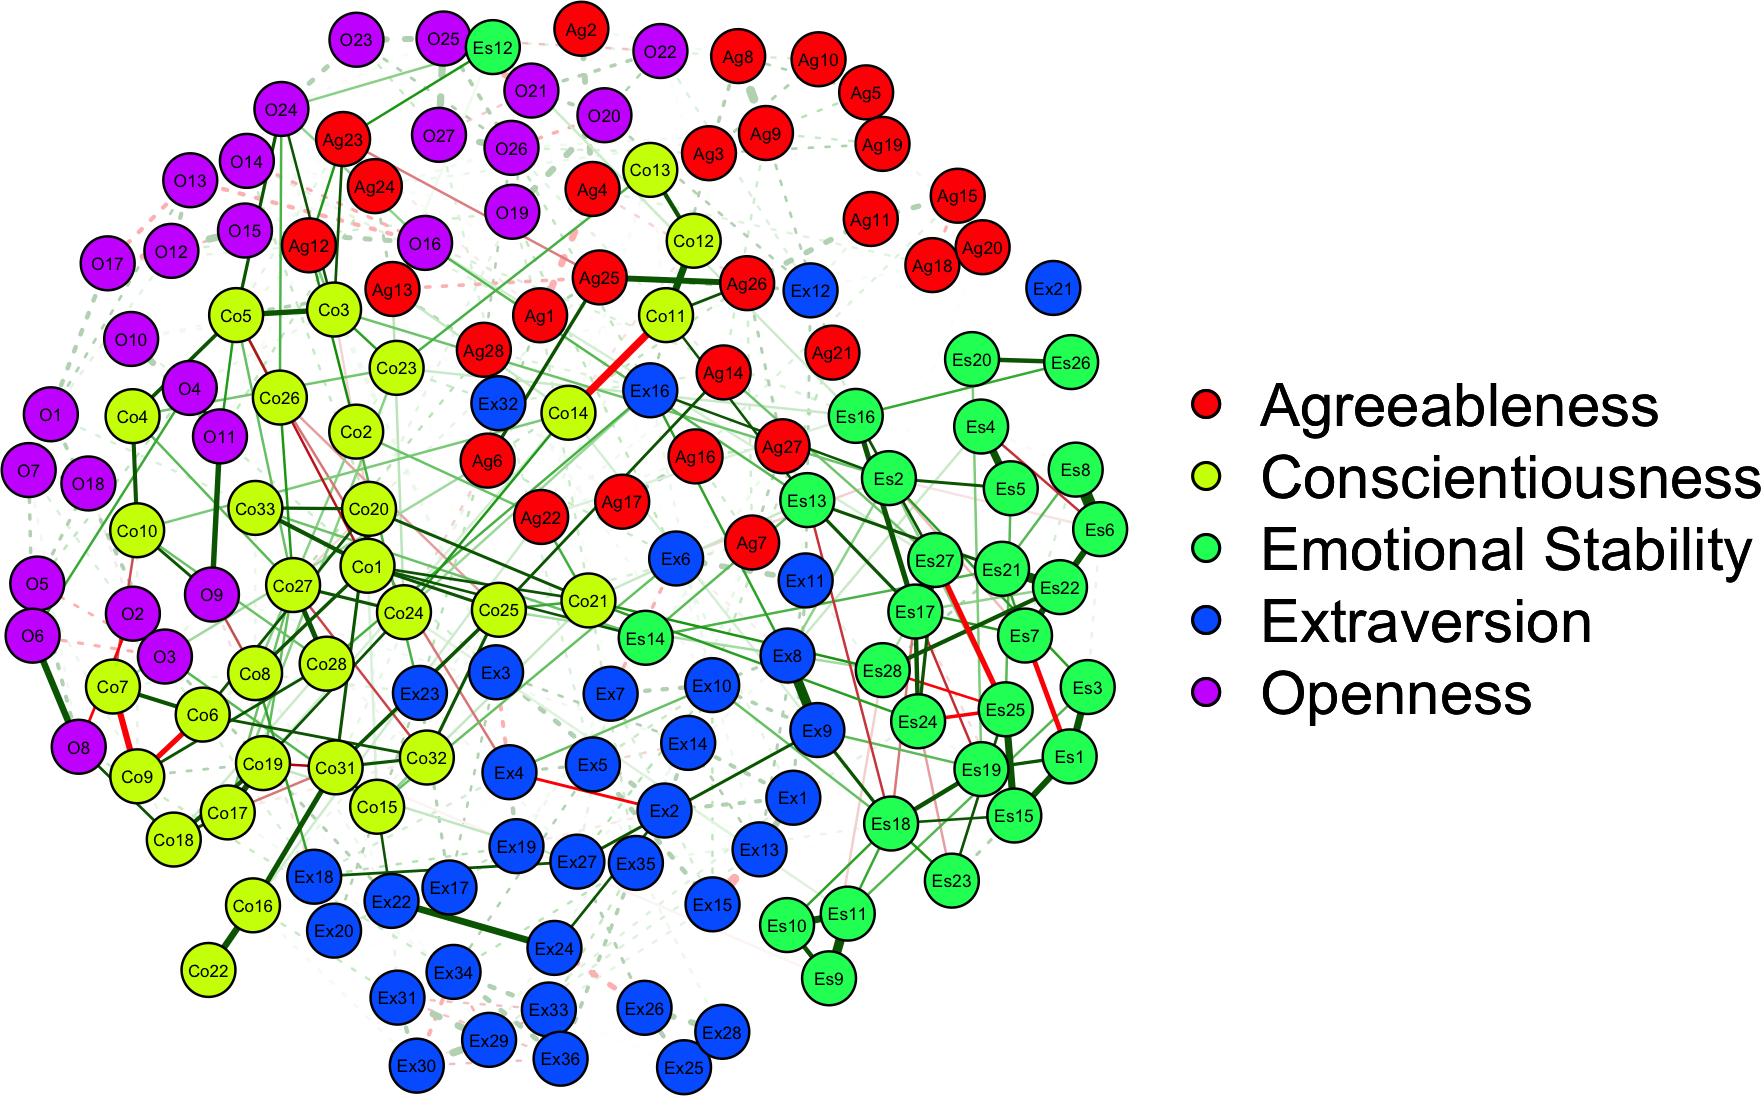 Ag2
O23
O25
Es12
O22
Ag8
Ag10
O21
Ag5
O24
O20
O27
Ag23
Ag9
Ag19
O26
Ag3
O14
Co13
O13
Ag24
Ag4
Ag15
O19
Ag11
O15
Co12
O16
Ag12
Ag20
O12
O17
Ag18
Ag25
Ag26
Ex12
Ex21
Ag13
Co3
Co5
Ag1
Co11
O10
Ag28
Ag21
Es20
Es26
Co23
Ag14
O4
Ex16
Co26
Ex32
Agreeableness
O1
Co4
Co14
Es16
Es4
Co2
O11
Ag27
Ag16
Ag6
O7
Es8
Conscientiousness
Es2
O18
Es5
Es13
Ag17
Co33
Co20
Ag22
Co10
Es6
Ag7
Emotional Stability
Ex6
Es27
Co1
Es21
Ex11
O5
Co27
Es22
O9
Co21
Co25
Co24
Es17
O2
Extraversion
O6
Es7
Es14
O3
Ex8
Co28
Es28
Co8
Ex3
Ex10
Co7
Es3
Ex23
Ex7
Openness
Es25
Co6
Es24
Ex9
Ex14
O8
Es1
Co32
Co19
Ex5
Co31
Es19
Ex4
Co9
Ex1
Co15
Ex2
Co17
Es15
Es18
Co18
Ex19
Ex13
Ex27
Ex35
Ex18
Es23
Ex17
Ex22
Ex15
Co16
Es11
Es10
Ex20
Ex24
Co22
Ex34
Es9
Ex31
Ex26
Ex33
Ex28
Ex29
Ex36
Ex30
Ex25